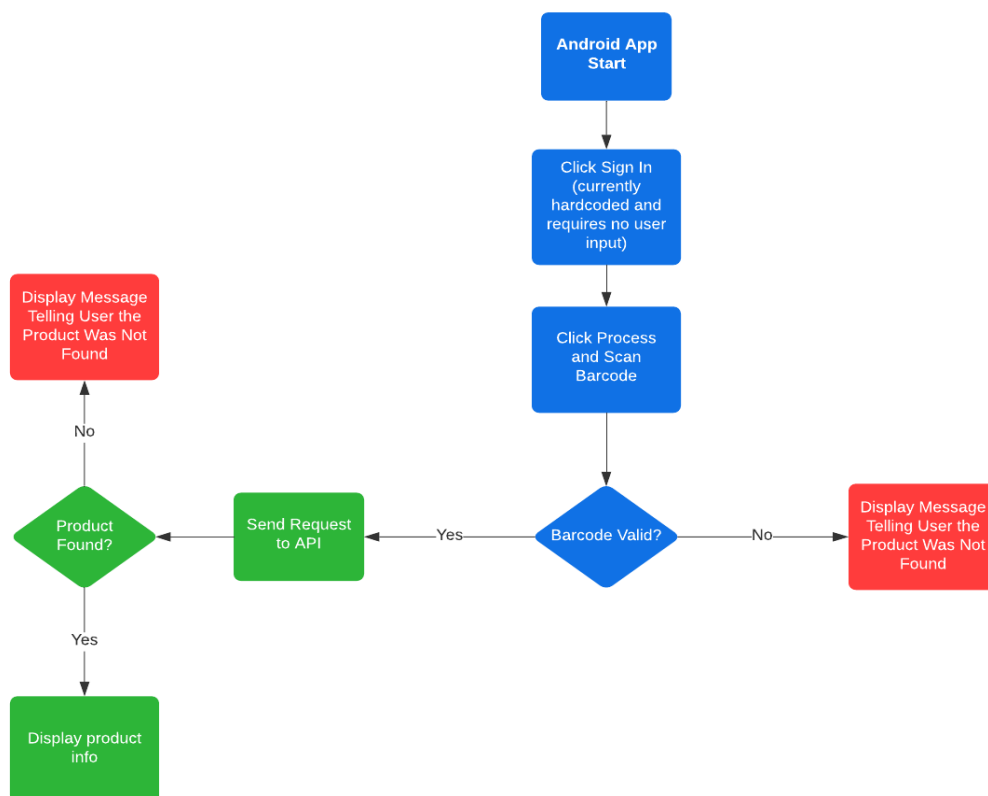 Android App
Start
Click Sign In
(currently
hardcoded and
requires no user
input)
Display Message
Telling User the
Product Was Not
Found
Click Process
and Scan
Barcode
No
Product
Found?
Send Request
to API
Yes
Barcode Valid?
No
Display Message
Telling User the
Product Was Not
Found
Yes
Display product
info